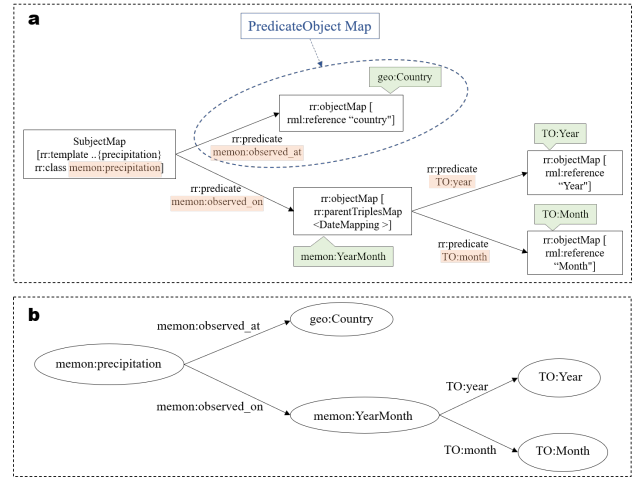 a
PredicateObject Map
geo:Country
rr:objectMap [
rml:reference “country”]
SubjectMap
[rr:template ..{precipitation}
rr:class memon:precipitation]
rr:predicate
memon:observed_at
rr:predicate
memon:observed_on
rr:objectMap [
rr:parentTriplesMap
<DateMapping >]
memon:YearMonth
rr:predicate
TO:year
TO:Year
rr:objectMap [
rml:reference
“Year"]
rr:predicate
TO:month
TO:Month
rr:objectMap [
rml:reference
“Month”]
b
memon:observed_at
geo:Country
memon:precipitation
memon:observed_on
memon:YearMonth
TO:year
TO:Year
TO:month
TO:Month